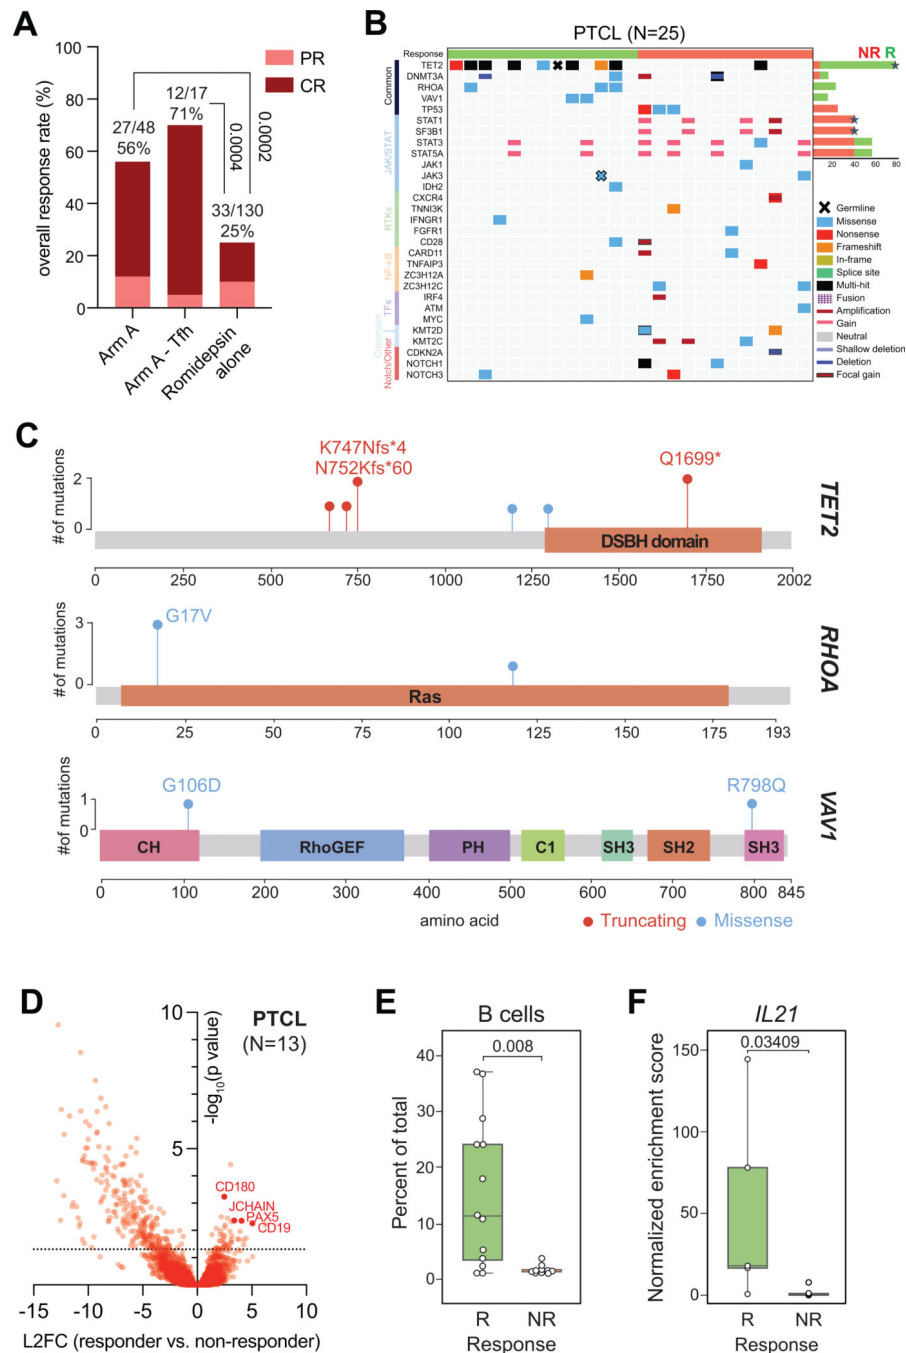 A
overall response rate (%)
100
80
60
40
20
0
PR
CR
27/48
56%
12/17
71%
33/130
25%
0.0004
0.0002
Arm A
Arm A - Tfh
Romidepsin
alone
B
PTCL (N=25)
NR R
Response
TET2
DNMT3A
RHOA
VAV1
TP53
STAT1
SF3B1
STAT3
STAT5A
JAK1
JAK3
IDH2
CXCR4
TNNI3K
IFNGR1
FGFR1
CD28
CARD11
TNFAIP3
ZC3H12A
ZC3H12C
IRF4
ATM
MYC
KMT2D
KMT2C
CDKN2A
NOTCH1
NOTCH3
Common
JAK/STAT
RTKs
NF-κB
TFs
Chromatin
Notch/Other
20 40 60 80
Germline
Missense
Nonsense
Frameshift
In-frame
Splice site
Multi-hit
Fusion
Amplification
Gain
Neutral
Shallow deletion
Deletion
Focal gain
C
# of mutations
2
0
K747Nfs*4
N752Kfs*60
Q1699*
DSBH domain
0 250 500 750 1000 1250 1500 1750 2002
TET2
# of mutations
3
0
G17V
Ras
0 25 50 75 100 125 150 175 193
RHOA
# of mutations
1
0
G106D
R798Q
CH RhoGEF PH C1 SH3 SH2 SH3
0 100 200 300 400 500 600 700 800 845
VAV1
amino acid
Truncating Missense
D
10
5
-log10(p value)
PTCL
(N=13)
CD180
JCHAIN
PAX5
CD19
-15 -10 -5 0 5 10
L2FC (responder vs. non-responder)
E
B cells
0.008
Percent of total
40
30
20
10
0
R NR
Response
F
IL21
0.03409
Normalized enrichment score
150
100
50
0
R NR
Response